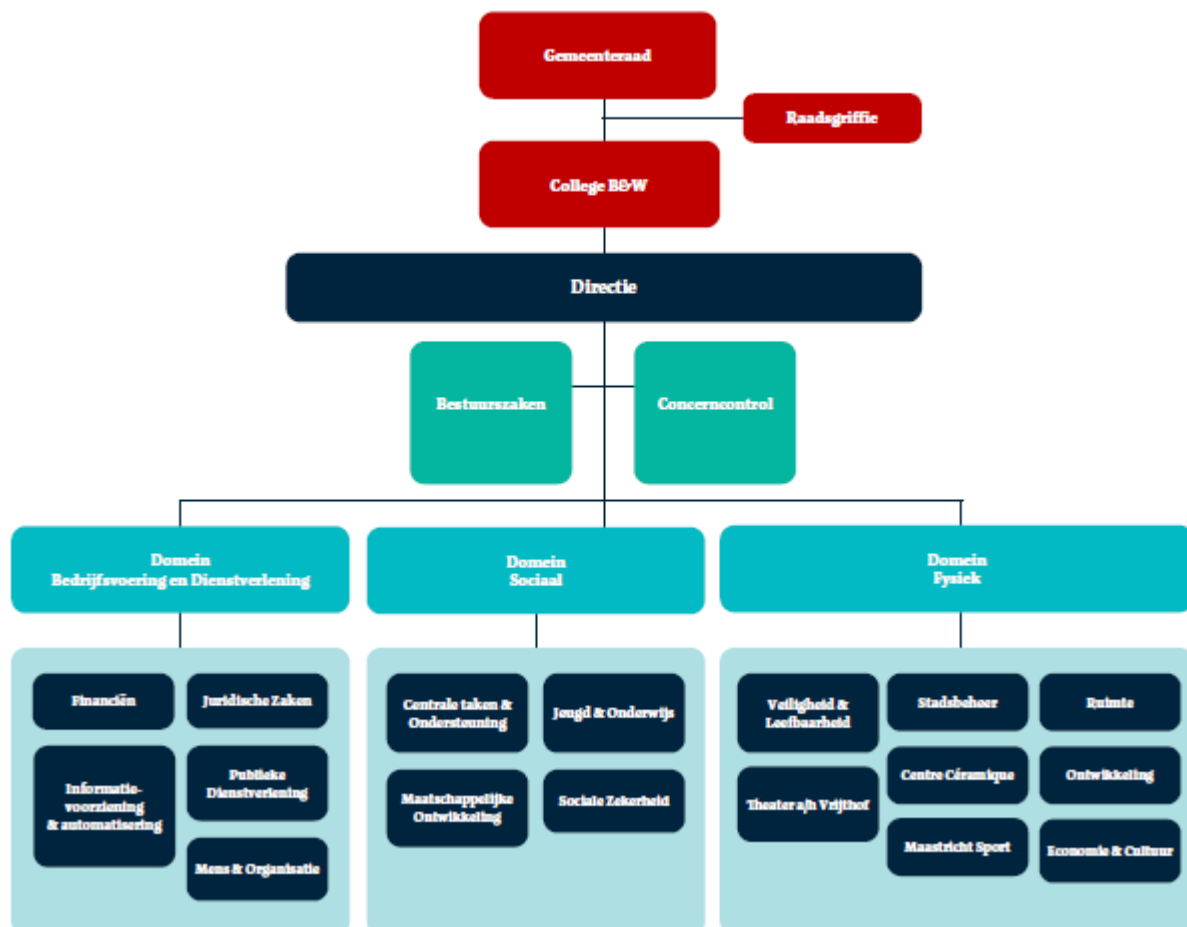 Gemeenteraad
Raadsgriffie
College B&W
Directie
Bestuurszaken
Concerncontrol
Domein
Bedrijfsvoering en Dienstverlening
Domein
Sociaal
Domein
Fysiek
Financiën
Juridische Zaken
Informatie-
voorziening
& automatisering
Publieke
Dienstverlening
Mens & Organisatie
Centrale taken &
Ondersteuning
Jeugd & Onderwijs
Maatschappelijke
Ontwikkeling
Sociale Zekerheid
Veiligheid &
Leefbaarheid
Stadsbeheer
Ruimte
Theater a/h Vrijthof
Centre Céramique
Ontwikkeling
Maastricht Sport
Economie & Cultuur